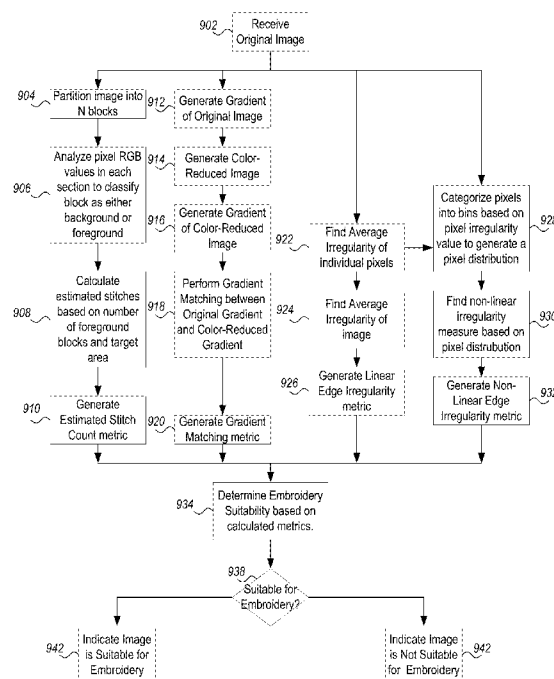 902
Receive
Original Image
904
Partition image into
N blocks
906
Analyze pixel RGB
values in each
section to classify
block as either
background or
foreground
908
Calculate
estimated stitches
based on number
of foreground
blocks and target
area
910
Generate
Estimated Stitch
Count metric
912
Generate Gradient
of Original Image
914
Generate Color-
Reduced Image
916
Generate Gradient
of Color-Reduced
Image
918
Perform Gradient
Matching between
Original Gradient
and Color-Reduced
Gradient
920
Generate Gradient
Matching metric
922
Find Average
Irregularity of
individual pixels
924
Find Average
Irregularity of
image
926
Generate Linear
Edge Irregularity
metric
928
Categorize pixels
into bins based on
pixel irregularity
value to generate a
pixel distribution
930
Find non-linear
irregularity
measure based on
pixel distrubution
932
Generate Non-
Linear Edge
Irregularity metric
934
Determine Embroidery
Suitability based on
calculated metrics.
938
Suitable for
Embroidery?
942
Indicate Image
is Suitable for
Embroidery
Indicate Image
is Not Suitable
for Embroidery
942